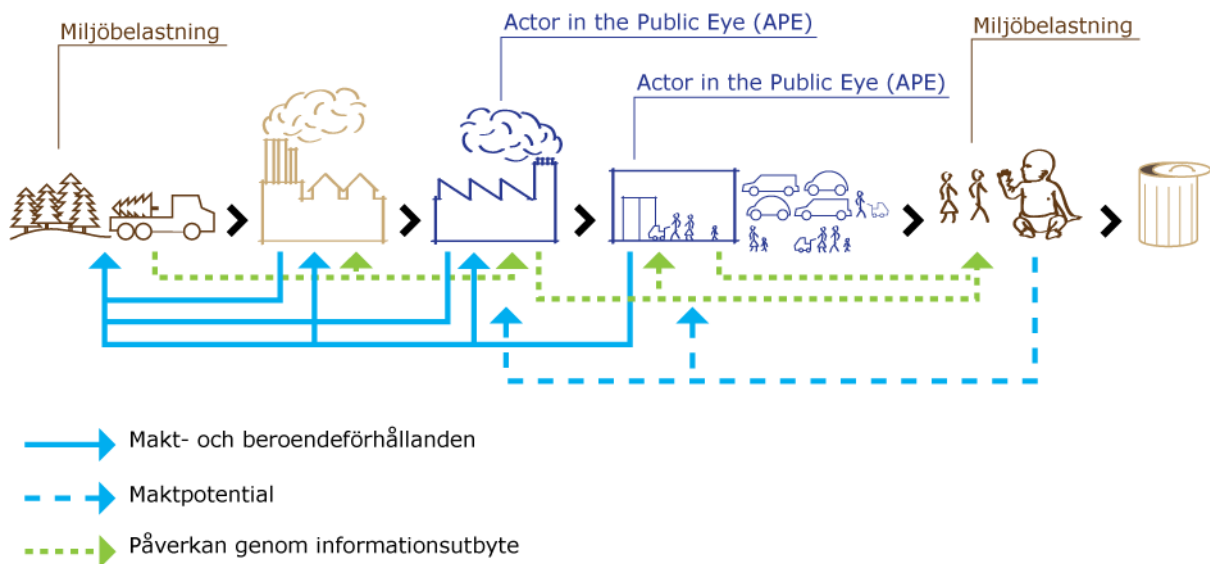 Miljöbelastning
Actor in the Public Eye (APE)
Miljöbelastning
Actor in the Public Eye (APE)
Makt- och beroendeförhållanden
Maktpotential
Påverkan genom informationsutbyte